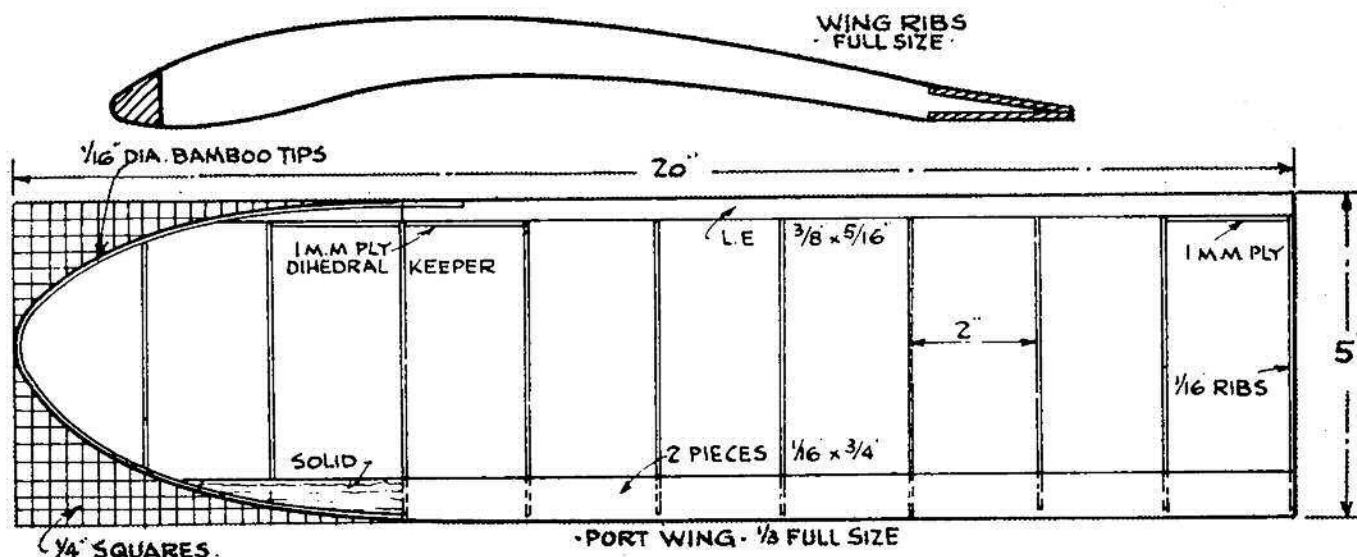 WING RIBS
· FULL SIZE ·
1/16" DIA. BAMBOO TIPS
20"
1 M.M PLY
DIHEDRAL KEEPER
L.E
3/8" x 5/16"
1 M M PLY
2"
5
1/16" RIBS
SOLID
2 PIECES 1/16" x 3/4"
1/4" SQUARES.
·PORT WING· 1/3 FULL SIZE